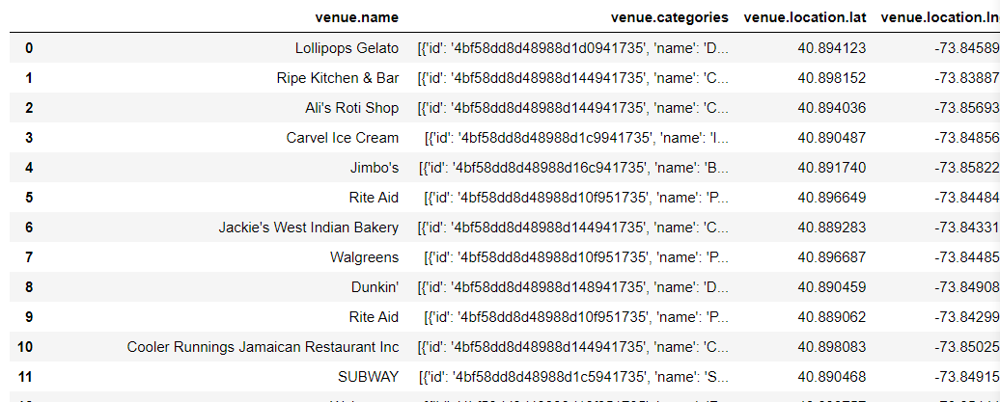 venue.name venue.categories venue.location.lat venue.location.ln
0 Lollipops Gelato [{'id': '4bf58dd8d48988d1d0941735', 'name': 'D... 40.894123 -73.84589
1 Ripe Kitchen & Bar [{'id': '4bf58dd8d48988d144941735', 'name': 'C... 40.898152 -73.83887
2 Ali's Roti Shop [{'id': '4bf58dd8d48988d144941735', 'name': 'C... 40.894036 -73.85693
3 Carvel Ice Cream [{'id': '4bf58dd8d48988d1c9941735', 'name': 'I... 40.890487 -73.84856
4 Jimbo's [{'id': '4bf58dd8d48988d16c941735', 'name': 'B... 40.891740 -73.85822
5 Rite Aid [{'id': '4bf58dd8d48988d10f951735', 'name': 'P... 40.896649 -73.84484
6 Jackie's West Indian Bakery [{'id': '4bf58dd8d48988d144941735', 'name': 'C... 40.889283 -73.84331
7 Walgreens [{'id': '4bf58dd8d48988d10f951735', 'name': 'P... 40.896687 -73.84485
8 Dunkin' [{'id': '4bf58dd8d48988d148941735', 'name': 'D... 40.890459 -73.84908
9 Rite Aid [{'id': '4bf58dd8d48988d10f951735', 'name': 'P... 40.889062 -73.84299
10 Cooler Runnings Jamaican Restaurant Inc [{'id': '4bf58dd8d48988d144941735', 'name': 'C... 40.898083 -73.85025
11 SUBWAY [{'id': '4bf58dd8d48988d1c5941735', 'name': 'S... 40.890468 -73.84915